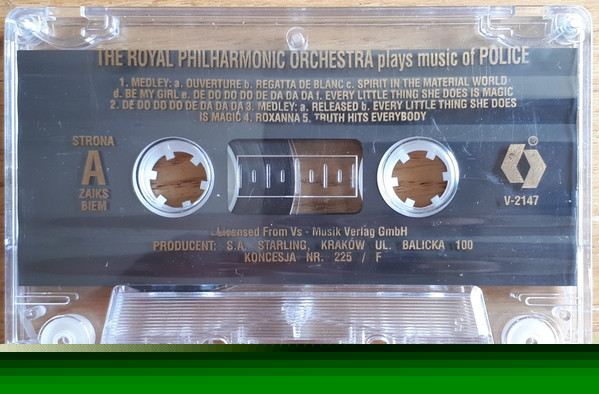 THE ROYAL PHILHARMONIC ORCHESTRA plays music of POLICE
1. MEDLEY: a. OUVERTURE b. REGATTA DE BLANC c. SPIRIT IN THE MATERIAL WORLD
d. BE MY GIRL e. DE DO DO DO DE DA DA DA f. EVERY LITTLE THING SHE DOES IS MAGIC
2. DE DO DO DO DE DA DA DA 3. MEDLEY: a. RELEASED b. EVERY LITTLE THING SHE DOES
IS MAGIC 4. ROXANNA 5. TRUTH HITS EVERYBODY
STRONA
A
ZAIKS
BIEM
®
V-2147
Licensed From Vs - Musik Verlag GmbH
PRODUCENT: S.A. STARLING, KRAKÓW UL. BALICKA 100
KONCESJA NR. 225 / F